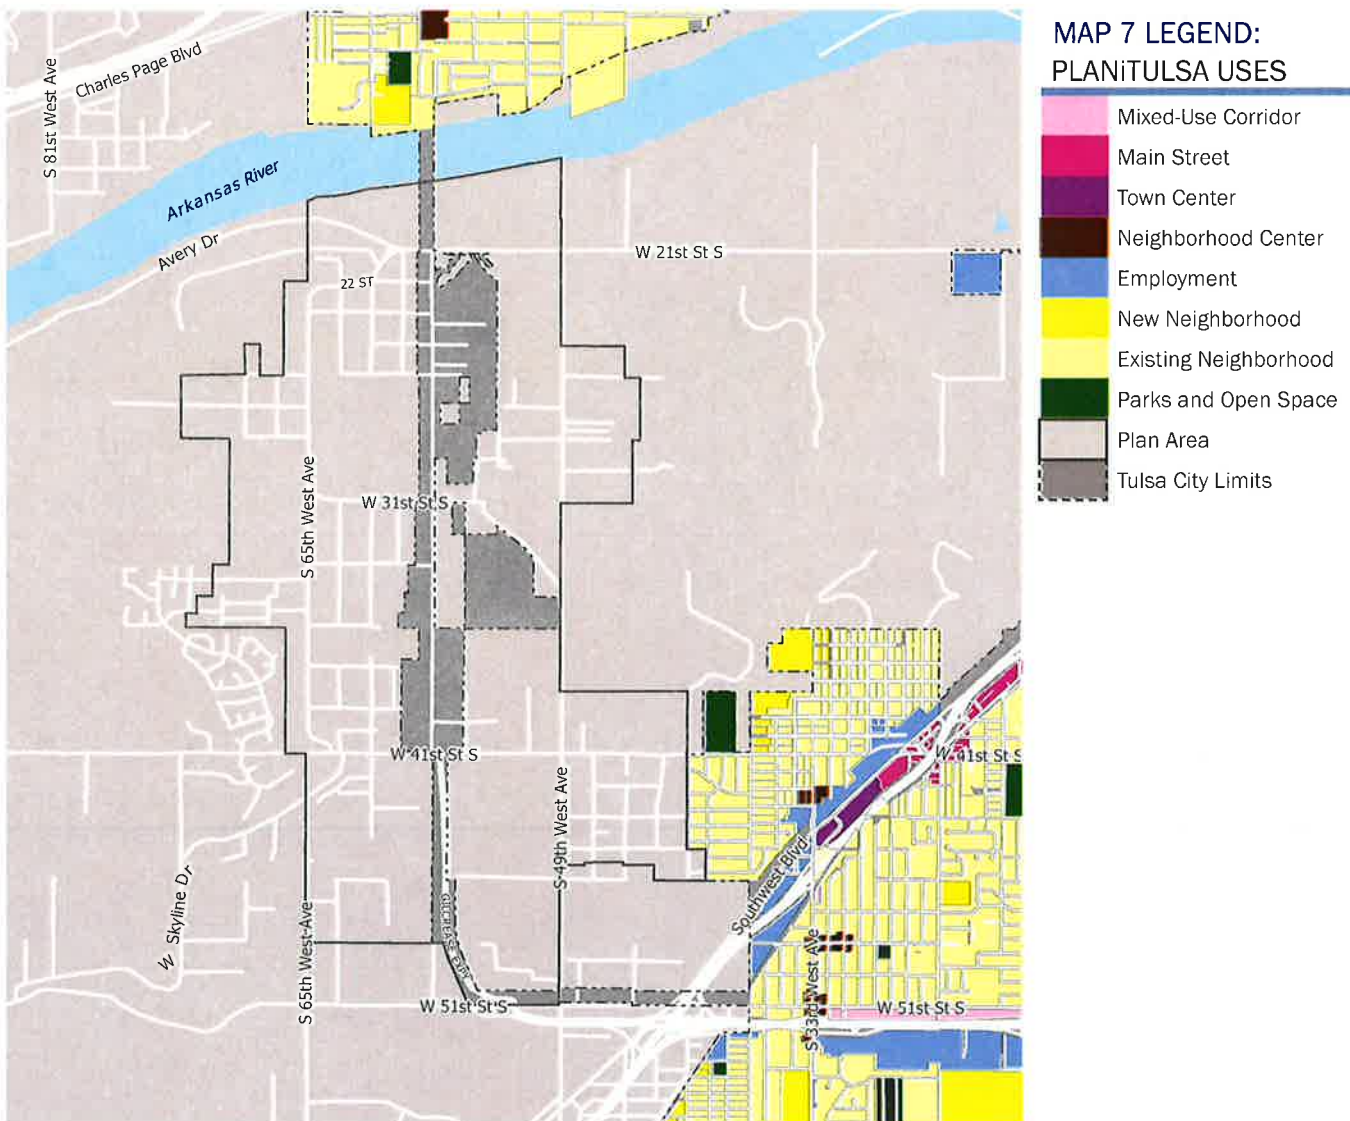 MAP 7 LEGEND:
PLANiTULSA USES
Mixed-Use Corridor
Main Street
Town Center
Neighborhood Center
Employment
New Neighborhood
Existing Neighborhood
Parks and Open Space
Plan Area
Tulsa City Limits
S 81st West Ave
Charles Page Blvd
Arkansas River
Avery Dr
W 21st St S
22 ST
S 65th West Ave
W 31st St S
W 41st St S
W 41st St S
S 49th West Ave
Southwest Blvd
W Skyline Dr
S 65th West Ave
GILCREASE EXPY
S 33rd West Ave
W 51st St S
W 51st St S